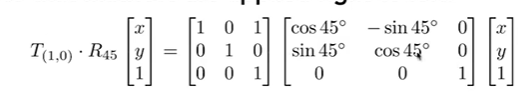 T_{(1,0)} · R_{45} \begin{bmatrix} x \\ y \\ 1 \end{bmatrix} = \begin{bmatrix} 1 & 0 & 1 \\ 0 & 1 & 0 \\ 0 & 0 & 1 \end{bmatrix} \begin{bmatrix} \cos 45° & -\sin 45° & 0 \\ \sin 45° & \cos 45° & 0 \\ 0 & 0 & 1 \end{bmatrix} \begin{bmatrix} x \\ y \\ 1 \end{bmatrix}